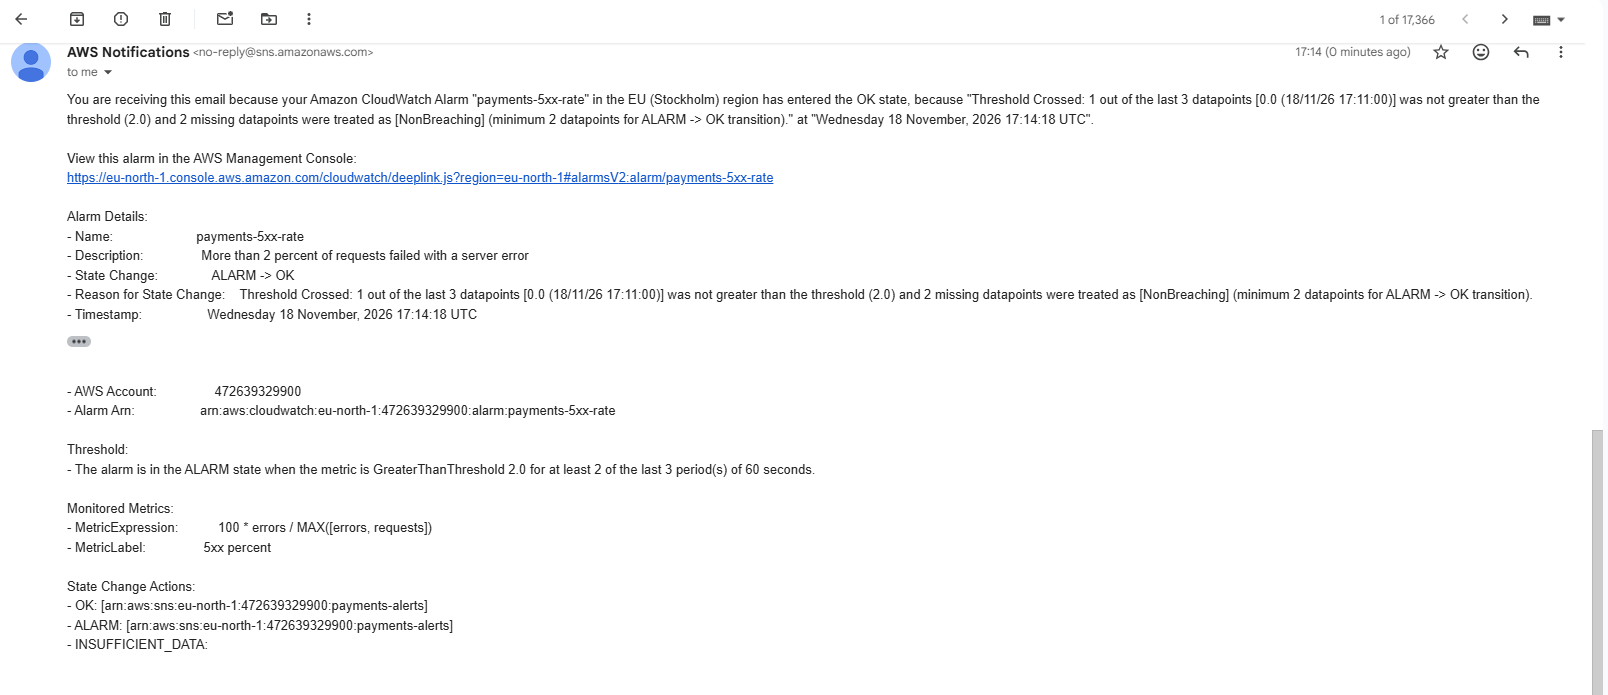 1 of 17,366
AWS Notifications <no-reply@sns.amazonaws.com>
17:14 (0 minutes ago)
to me
You are receiving this email because your Amazon CloudWatch Alarm "payments-5xx-rate" in the EU (Stockholm) region has entered the OK state, because "Threshold Crossed: 1 out of the last 3 datapoints [0.0 (18/11/26 17:11:00)] was not greater than the
threshold (2.0) and 2 missing datapoints were treated as [NonBreaching] (minimum 2 datapoints for ALARM -> OK transition)." at "Wednesday 18 November, 2026 17:14:18 UTC".
View this alarm in the AWS Management Console:
https://eu-north-1.console.aws.amazon.com/cloudwatch/deeplink.js?region=eu-north-1#alarmsV2:alarm/payments-5xx-rate
Alarm Details:
- Name: payments-5xx-rate
- Description: More than 2 percent of requests failed with a server error
- State Change: ALARM -> OK
- Reason for State Change: Threshold Crossed: 1 out of the last 3 datapoints [0.0 (18/11/26 17:11:00)] was not greater than the threshold (2.0) and 2 missing datapoints were treated as [NonBreaching] (minimum 2 datapoints for ALARM -> OK transition).
- Timestamp: Wednesday 18 November, 2026 17:14:18 UTC
- AWS Account: 472639329900
- Alarm Arn: arn:aws:cloudwatch:eu-north-1:472639329900:alarm:payments-5xx-rate
Threshold:
- The alarm is in the ALARM state when the metric is GreaterThanThreshold 2.0 for at least 2 of the last 3 period(s) of 60 seconds.
Monitored Metrics:
- MetricExpression: 100 * errors / MAX([errors, requests])
- MetricLabel: 5xx percent
State Change Actions:
- OK: [arn:aws:sns:eu-north-1:472639329900:payments-alerts]
- ALARM: [arn:aws:sns:eu-north-1:472639329900:payments-alerts]
- INSUFFICIENT_DATA: